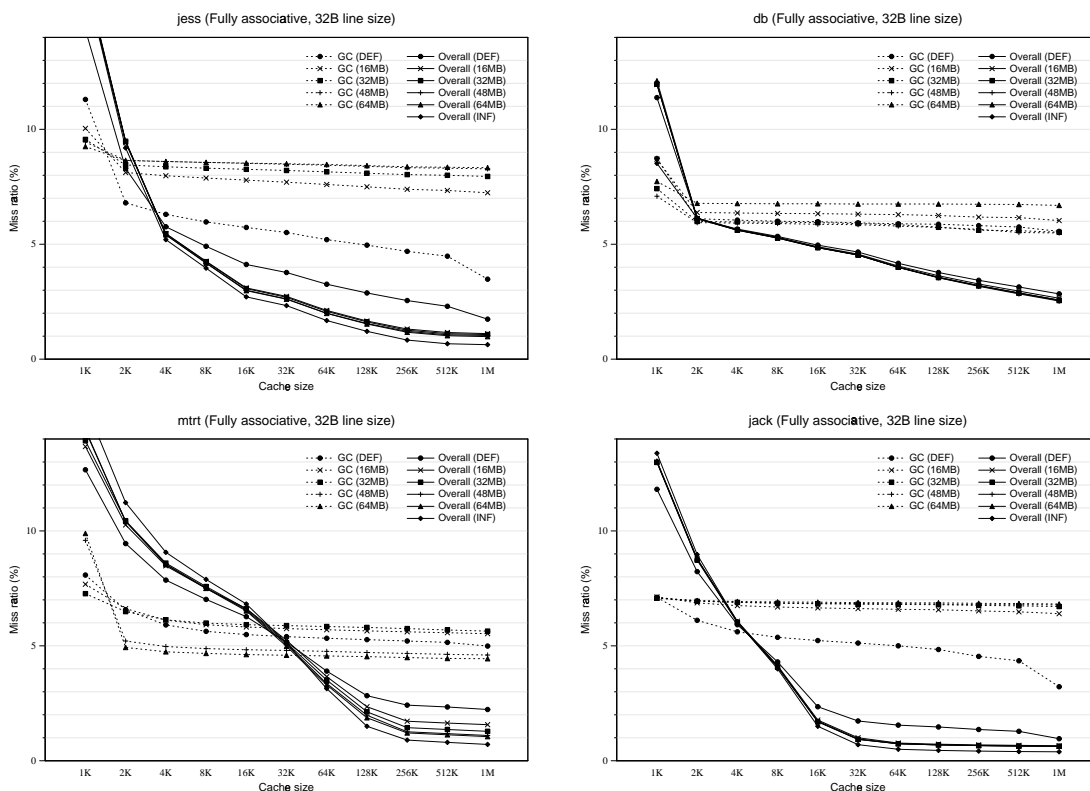 jess (Fully associative, 32B line size)
GC (DEF) Overall (DEF)
GC (16MB) Overall (16MB)
GC (32MB) Overall (32MB)
GC (48MB) Overall (48MB)
GC (64MB) Overall (64MB)
Overall (INF)
10
5
0
Miss ratio (%)
1K 2K 4K 8K 16K 32K 64K 128K 256K 512K 1M
Cache size
db (Fully associative, 32B line size)
GC (DEF) Overall (DEF)
GC (16MB) Overall (16MB)
GC (32MB) Overall (32MB)
GC (48MB) Overall (48MB)
GC (64MB) Overall (64MB)
Overall (INF)
10
5
0
Miss ratio (%)
1K 2K 4K 8K 16K 32K 64K 128K 256K 512K 1M
Cache size
mtrt (Fully associative, 32B line size)
GC (DEF) Overall (DEF)
GC (16MB) Overall (16MB)
GC (32MB) Overall (32MB)
GC (48MB) Overall (48MB)
GC (64MB) Overall (64MB)
Overall (INF)
10
5
0
Miss ratio (%)
1K 2K 4K 8K 16K 32K 64K 128K 256K 512K 1M
Cache size
jack (Fully associative, 32B line size)
GC (DEF) Overall (DEF)
GC (16MB) Overall (16MB)
GC (32MB) Overall (32MB)
GC (48MB) Overall (48MB)
GC (64MB) Overall (64MB)
Overall (INF)
10
5
0
Miss ratio (%)
1K 2K 4K 8K 16K 32K 64K 128K 256K 512K 1M
Cache size